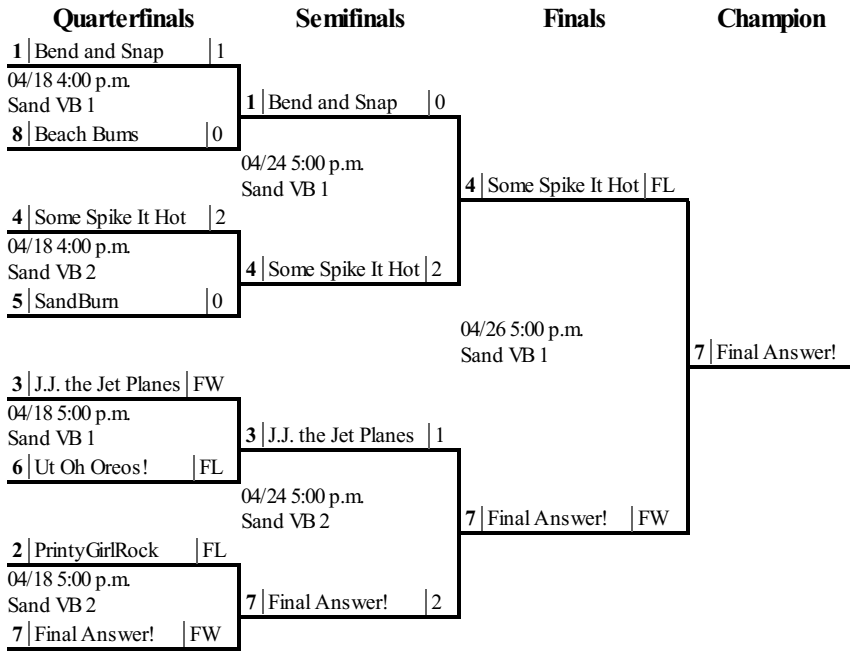 Quarterfinals Semifinals Finals Champion
1 Bend and Snap 1
04/18 4:00 p.m.
Sand VB 1
8 Beach Bums 0
1 Bend and Snap 0
04/24 5:00 p.m.
Sand VB 1
4 Some Spike It Hot 2
4 Some Spike It Hot 2
04/18 4:00 p.m.
Sand VB 2
5 SandBurn 0
4 Some Spike It Hot FL
04/26 5:00 p.m.
Sand VB 1
7 Final Answer!
3 J.J. the Jet Planes FW
04/18 5:00 p.m.
Sand VB 1
6 Ut Oh Oreos! FL
3 J.J. the Jet Planes 1
04/24 5:00 p.m.
Sand VB 2
7 Final Answer! FW
2 PrintyGirlRock FL
04/18 5:00 p.m.
Sand VB 2
7 Final Answer! FW
7 Final Answer! 2